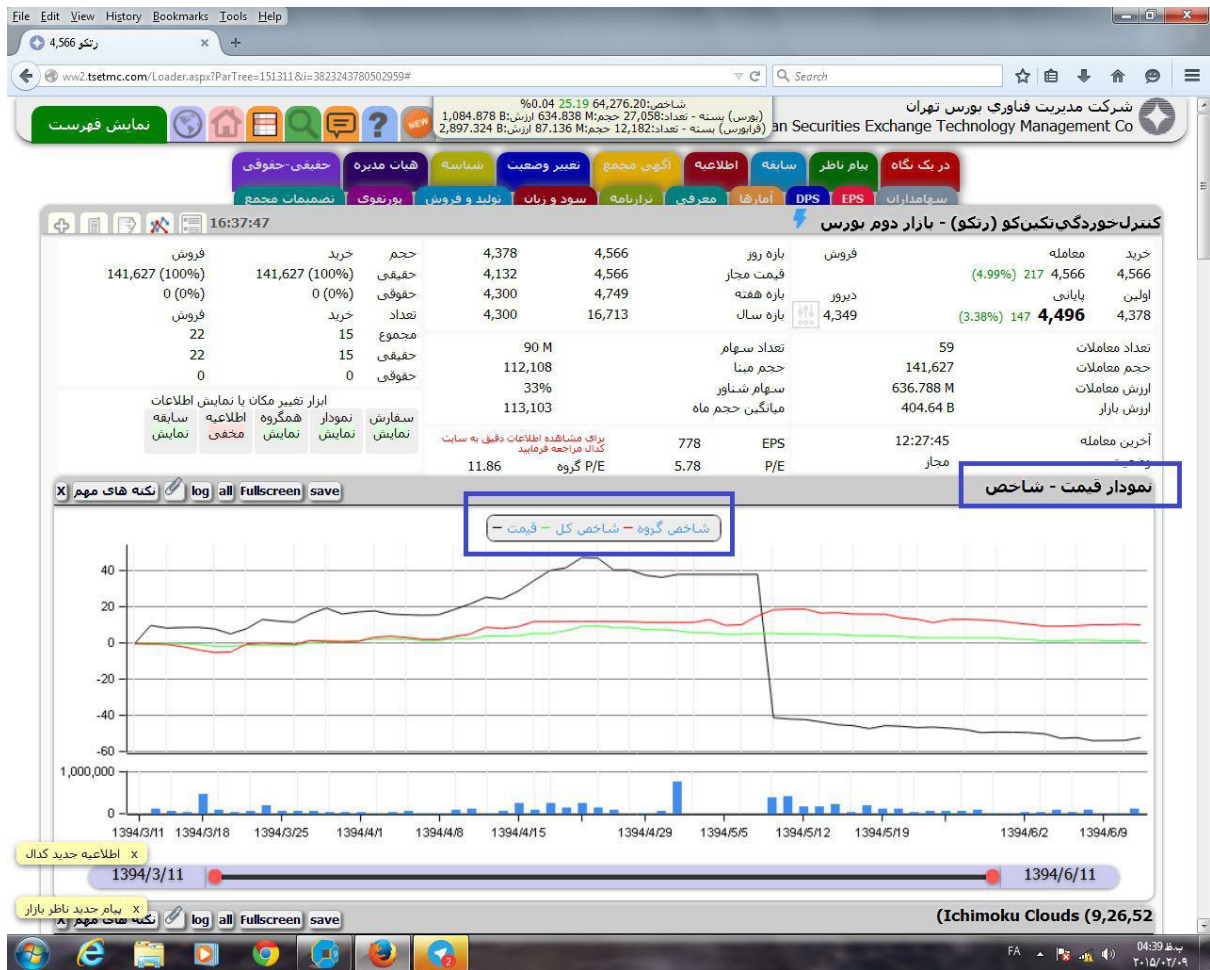 File Edit View History Bookmarks Tools Help
رتكو 4,566
ww2.tsetmc.com/Loader.aspx?ParTree=151311&i=3823243780502959#
Search
شرکت مدیریت فناوری بورس تهران
an Securities Exchange Technology Management Co
شاخص: 64,276.20 25.19 0.04%
(بورس) بسته - تعداد: 27,058 حجم: 634.838 M ارزش: 1,084.878 B
(فرابورس) بسته - تعداد: 12,182 حجم: 87.136 M ارزش: 2,897.324 B
NEW
نمایش فهرست
در یک نگاه پیام ناظر سابقه اطلاعیه آگهی مجمع تغییر وضعیت شناسه هیات مدیره حقیقی-حقوقی
سهامداران EPS DPS آمارها معرفی ترازنامه سود و زیان تولید و فروش پورتفوی تصمیمات مجمع
كنترل‌خوردگي‌تكين‌كو (رتكو) - بازار دوم بورس
16:37:47
خرید معامله فروش
4,566 4,566 217 (4.99%)
اولین پایانی دیروز
4,378 4,496 147 (3.38%) 4,349
تعداد معاملات 59
حجم معاملات 141,627
ارزش معاملات 636.788 M
ارزش بازار 404.64 B
آخرین معامله 12:27:45
وضعیت مجاز
بازه روز 4,566 4,378
قیمت مجاز 4,566 4,132
بازه هفته 4,749 4,300
بازه سال 16,713 4,300
تعداد سهام 90 M
حجم مبنا 112,108
سهام شناور 33%
میانگین حجم ماه 113,103
EPS 778
برای مشاهده اطلاعات دقیق به سایت
کدال مراجعه فرمایید
P/E 5.78 P/E گروه 11.86
حجم خرید فروش
حقیقی 141,627 (100%) 141,627 (100%)
حقوقی 0 (0%) 0 (0%)
تعداد خرید فروش
مجموع 15 22
حقیقی 15 22
حقوقی 0 0
ابزار تغییر مکان یا نمایش اطلاعات
سفارش نمودار همگروه اطلاعیه سابقه
نمایش نمایش نمایش مخفی نمایش
نمودار قیمت - شاخص
save Fullscreen all log نکته های مهم X
شاخص گروه شاخص کل قیمت
40
20
0
-20
-40
-60
1,000,000
0
1394/3/11 1394/3/18 1394/3/25 1394/4/1 1394/4/8 1394/4/15 1394/4/29 1394/5/5 1394/5/12 1394/5/19 1394/6/2 1394/6/9
x اطلاعیه جدید کدال
1394/3/11 1394/6/11
x پیام جدید ناظر بازار
(Ichimoku Clouds (9,26,52
save Fullscreen all log نکته های مهم X
2
FA
04:39 ب.ظ